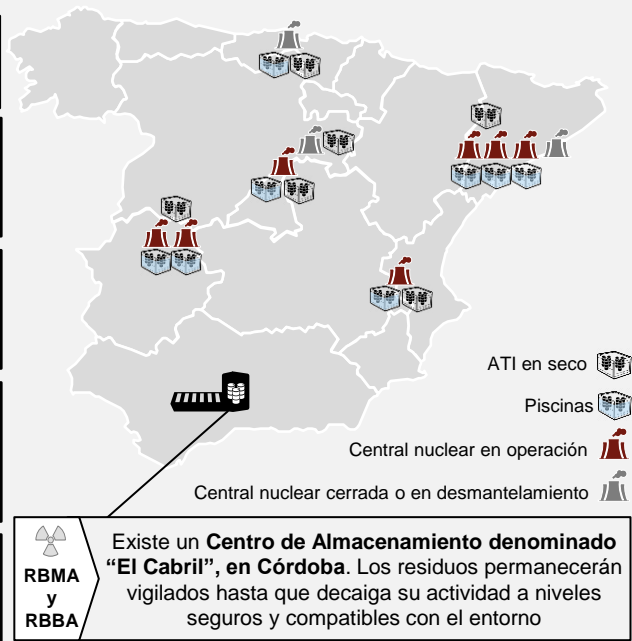 ATI en seco
Piscinas
Central nuclear en operación
Central nuclear cerrada o en desmantelamiento
RBMA
y
RBBA
Existe un Centro de Almacenamiento denominado
“El Cabril”, en Córdoba. Los residuos permanecerán
vigilados hasta que decaiga su actividad a niveles
seguros y compatibles con el entorno